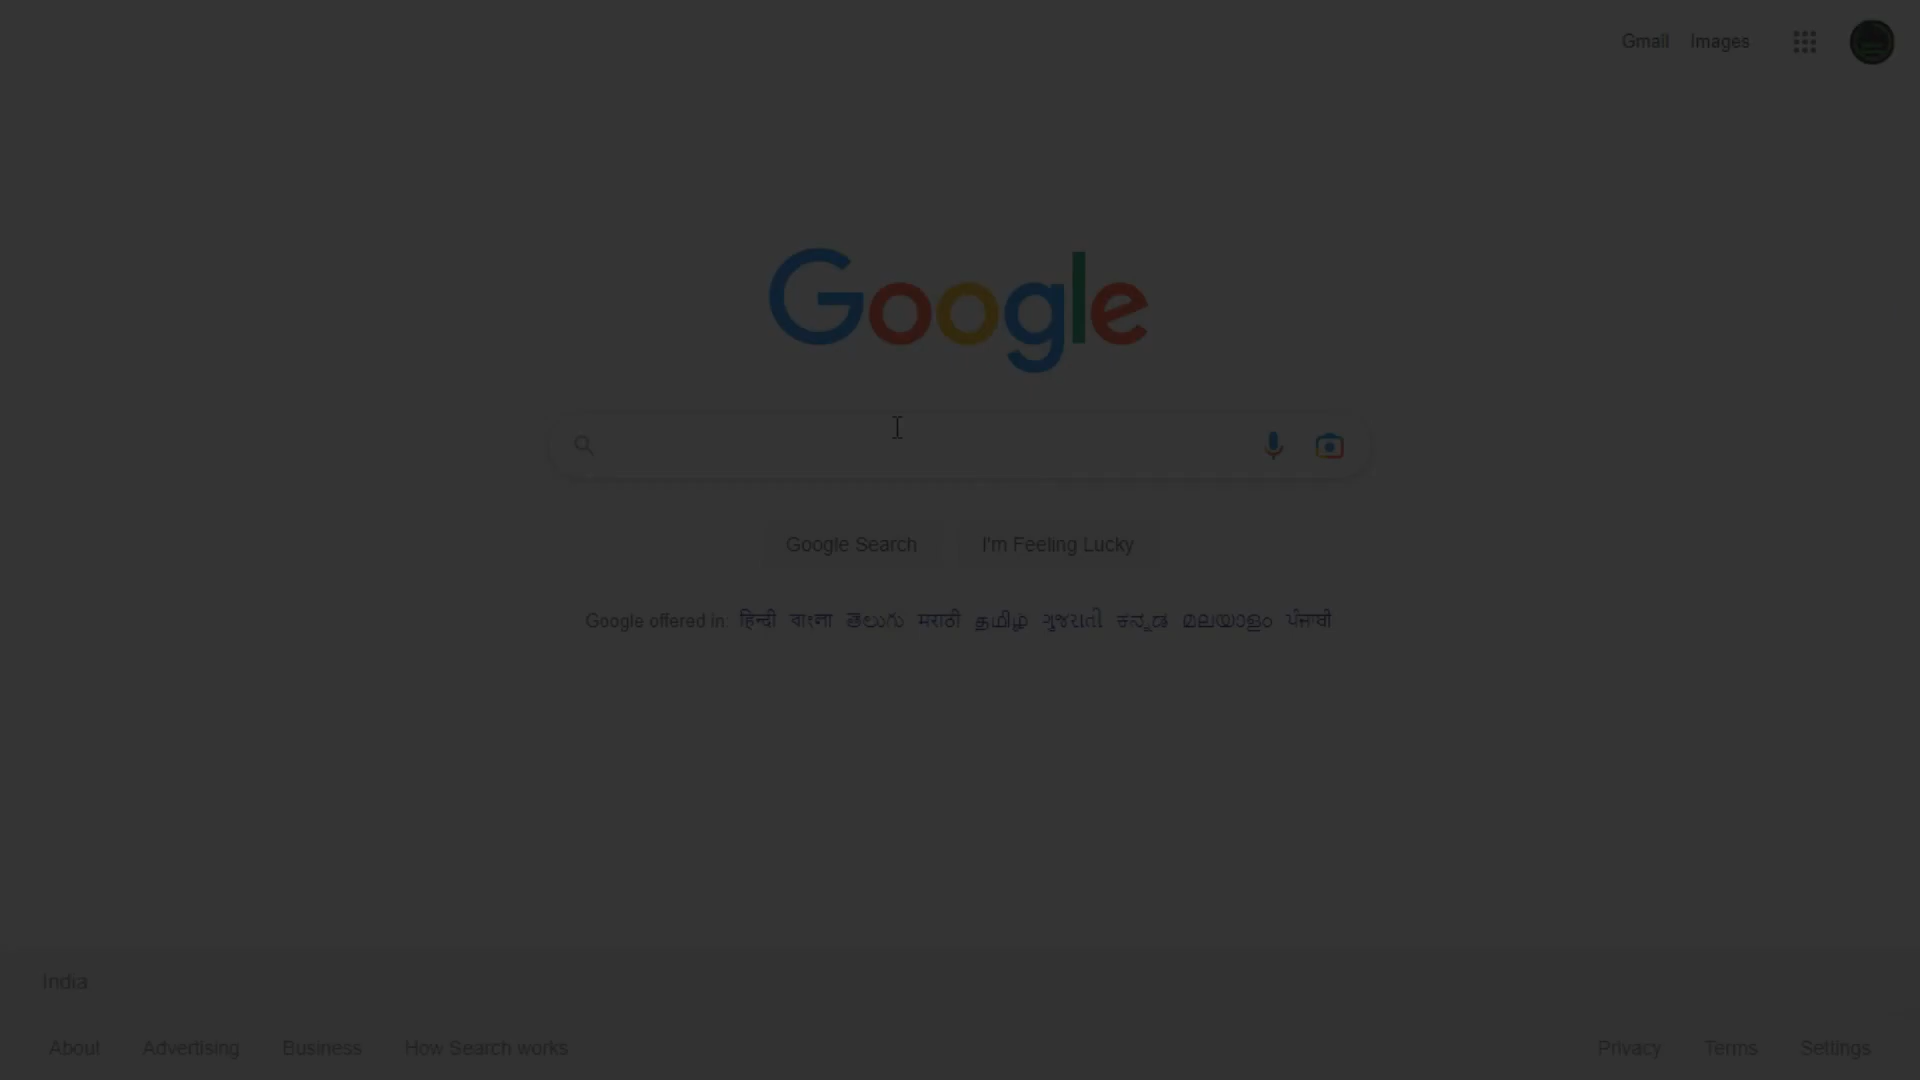 Gmail Images
Google
Google Search I'm Feeling Lucky
Google offered in: हिन्दी বাংলা తెలుగు मराठी தமிழ் ગુજરાતી ಕನ್ನಡ മലയാളം ਪੰਜਾਬੀ
India
About Advertising Business How Search works Privacy Terms Settings